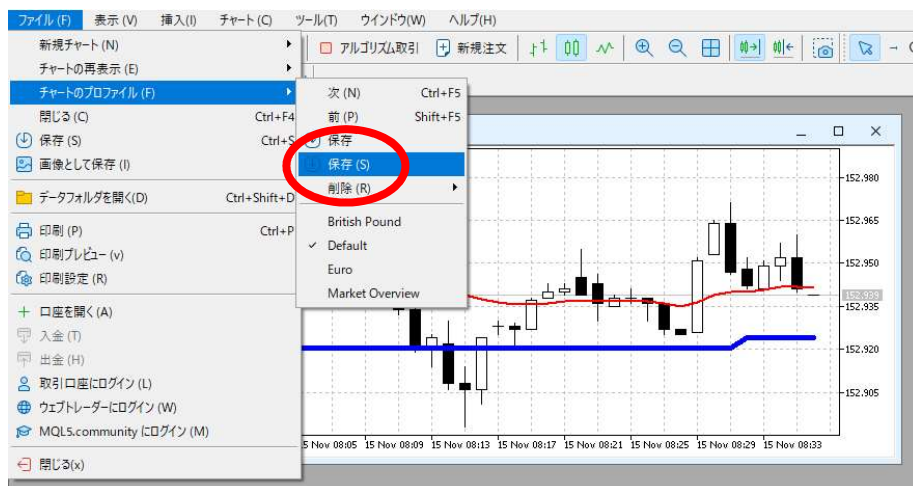 ファイル (F) 表示 (V) 挿入(I) チャート (C) ツール(T) ウインドウ(W) ヘルプ(H)
新規チャート (N)
アルゴリズム取引 新規注文
チャートの再表示 (E)
チャートのプロファイル (F)
次 (N) Ctrl+F5
閉じる (C) Ctrl+F4
前 (P) Shift+F5
保存 (S) Ctrl+S
保存
画像として保存 (I)
保存 (S)
削除 (R)
データフォルダを開く(D) Ctrl+Shift+D
British Pound
印刷 (P) Ctrl+P
Default
印刷プレビュー (v)
Euro
印刷設定 (R)
Market Overview
口座を開く (A)
入金 (T)
出金 (H)
取引口座にログイン (L)
ウェブトレーダーにログイン (W)
MQL5.community にログイン (M)
閉じる(x)
152.980
152.965
152.950
152.939
152.935
152.920
152.905
5 Nov 08:05 15 Nov 08:09 15 Nov 08:13 15 Nov 08:17 15 Nov 08:21 15 Nov 08:25 15 Nov 08:29 15 Nov 08:33